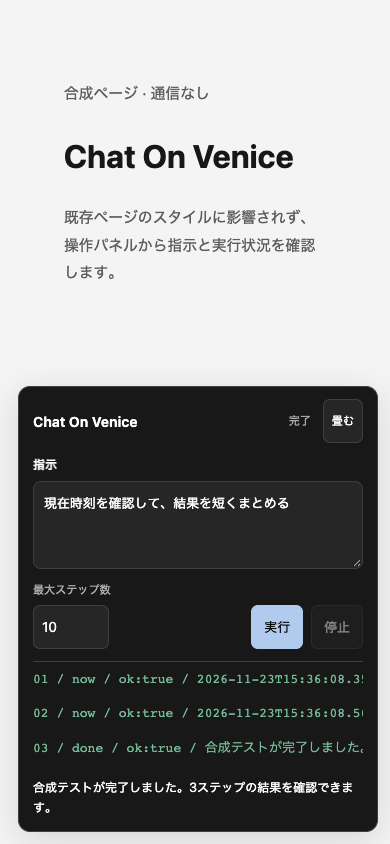 合成ページ · 通信なし
Chat On Venice
既存ページのスタイルに影響されず、
操作パネルから指示と実行状況を確認
します。
Chat On Venice
完了
畳む
指示
現在時刻を確認して、結果を短くまとめる
最大ステップ数
10
実行
停止
01 / now / ok:true / 2026-11-23T15:36:08.3
02 / now / ok:true / 2026-11-23T15:36:08.5
03 / done / ok:true / 合成テストが完了しました。
合成テストが完了しました。3ステップの結果を確認できま
す。